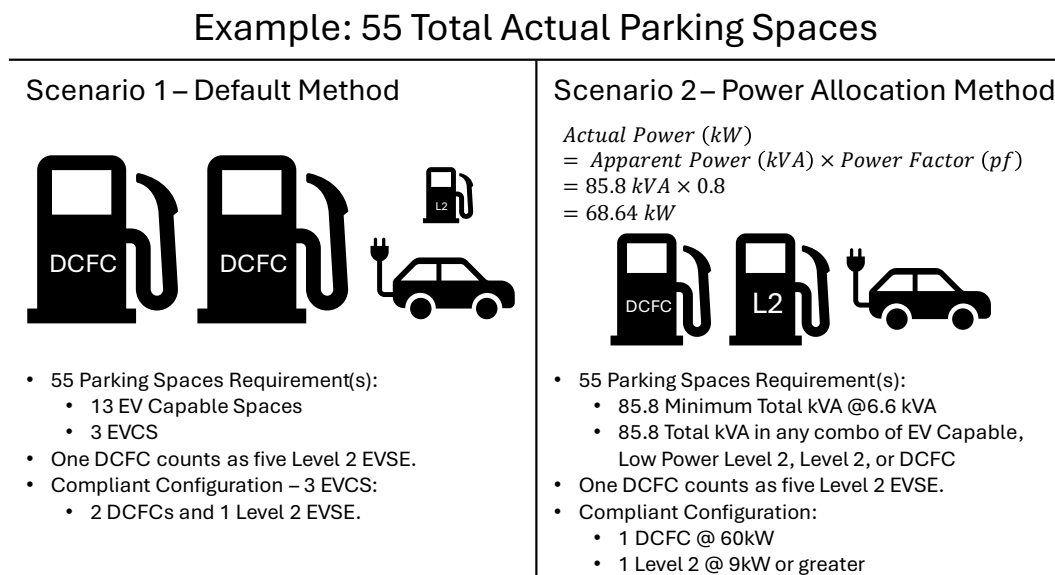 Example: 55 Total Actual Parking Spaces
Scenario 1 – Default Method
DCFC
DCFC
L2
• 55 Parking Spaces Requirement(s):
• 13 EV Capable Spaces
• 3 EVCS
• One DCFC counts as five Level 2 EVSE.
• Compliant Configuration – 3 EVCS:
• 2 DCFCs and 1 Level 2 EVSE.
Scenario 2 – Power Allocation Method
Actual Power (kW)
= Apparent Power (kVA) × Power Factor (pf)
= 85.8 kVA × 0.8
= 68.64 kW
DCFC
L2
• 55 Parking Spaces Requirement(s):
• 85.8 Minimum Total kVA @6.6 kVA
• 85.8 Total kVA in any combo of EV Capable,
Low Power Level 2, Level 2, or DCFC
• One DCFC counts as five Level 2 EVSE.
• Compliant Configuration:
• 1 DCFC @ 60kW
• 1 Level 2 @ 9kW or greater